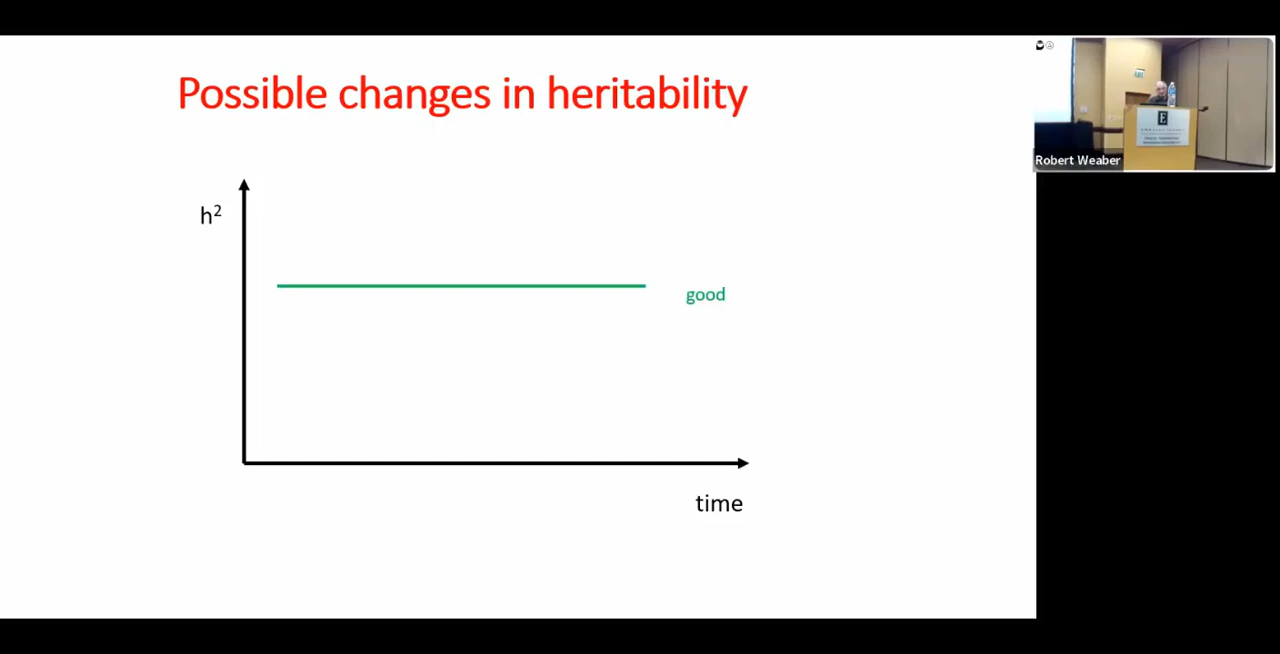 Possible changes in heritability
h²
good
time
Robert Weaber
E